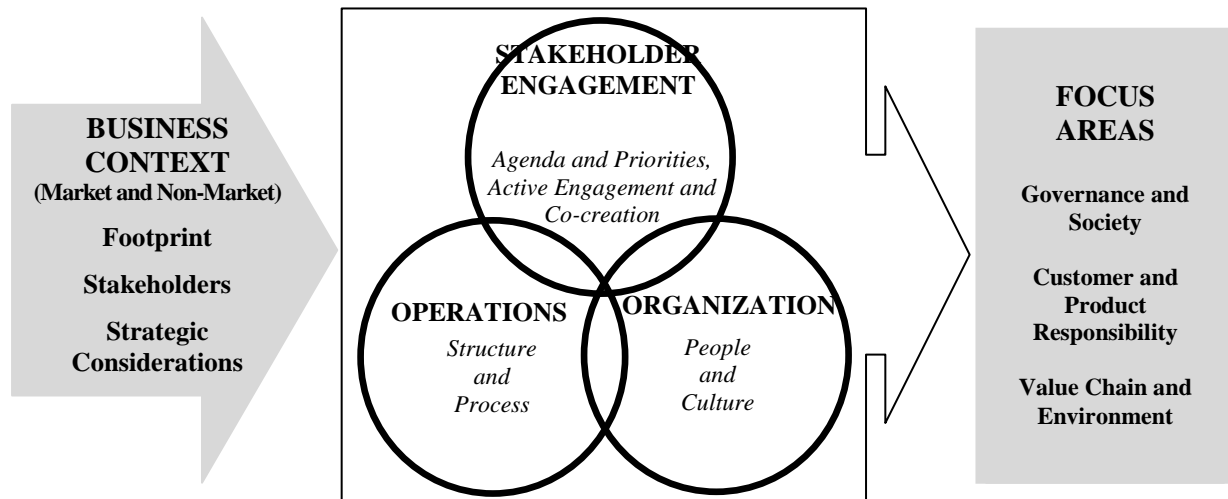 BUSINESS
CONTEXT
(Market and Non-Market)
Footprint
Stakeholders
Strategic
Considerations
STAKEHOLDER
ENGAGEMENT
Agenda and Priorities,
Active Engagement and
Co-creation
OPERATIONS
Structure
and
Process
ORGANIZATION
People
and
Culture
FOCUS
AREAS
Governance and
Society
Customer and
Product
Responsibility
Value Chain and
Environment